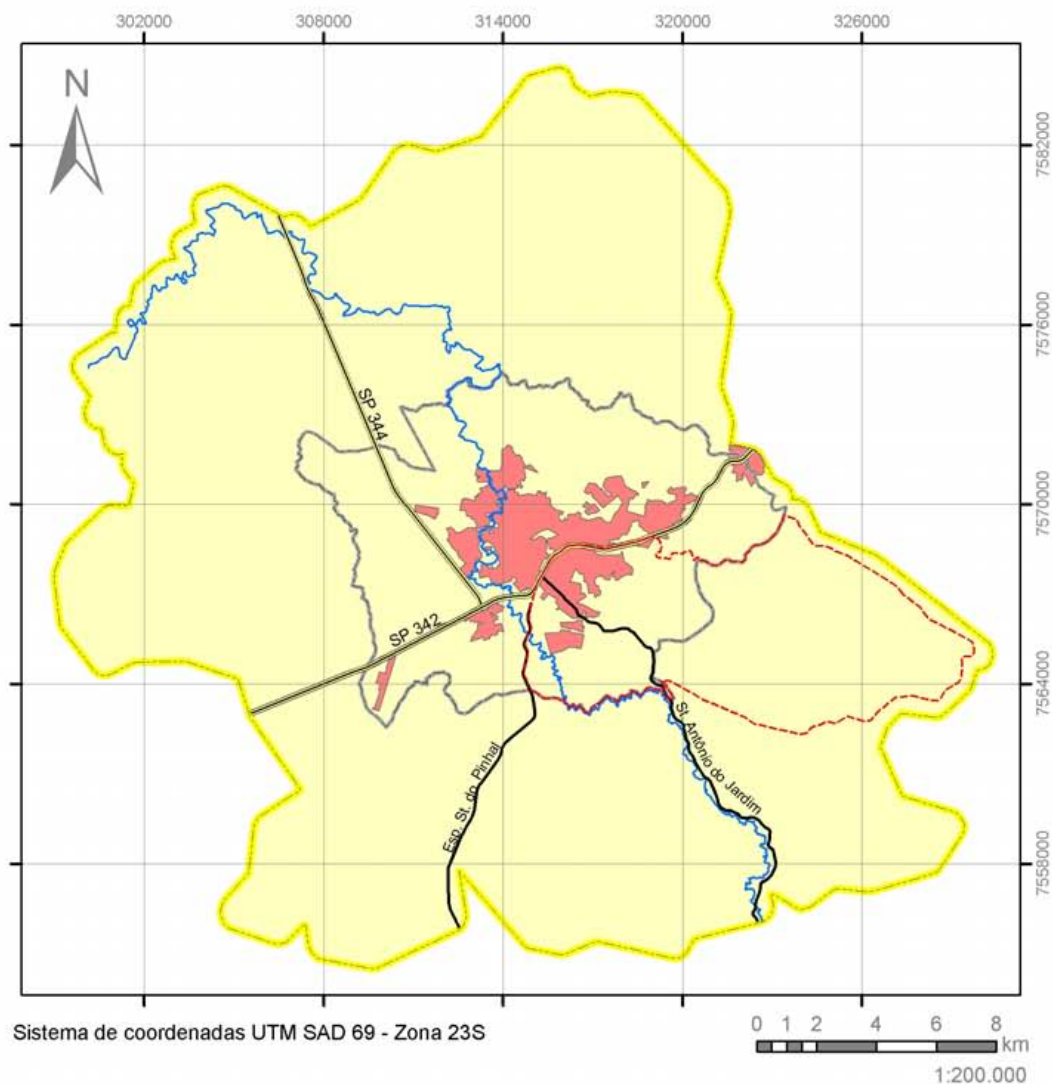 302000 308000 314000 320000 326000
N
7582000
7576000
SP 344
7570000
SP 342
7564000
St. Antônio do Jardim
Esp. St. do Pinhal
7558000
Sistema de coordenadas UTM SAD 69 - Zona 23S
0 1 2 4 6 8
km
1:200.000